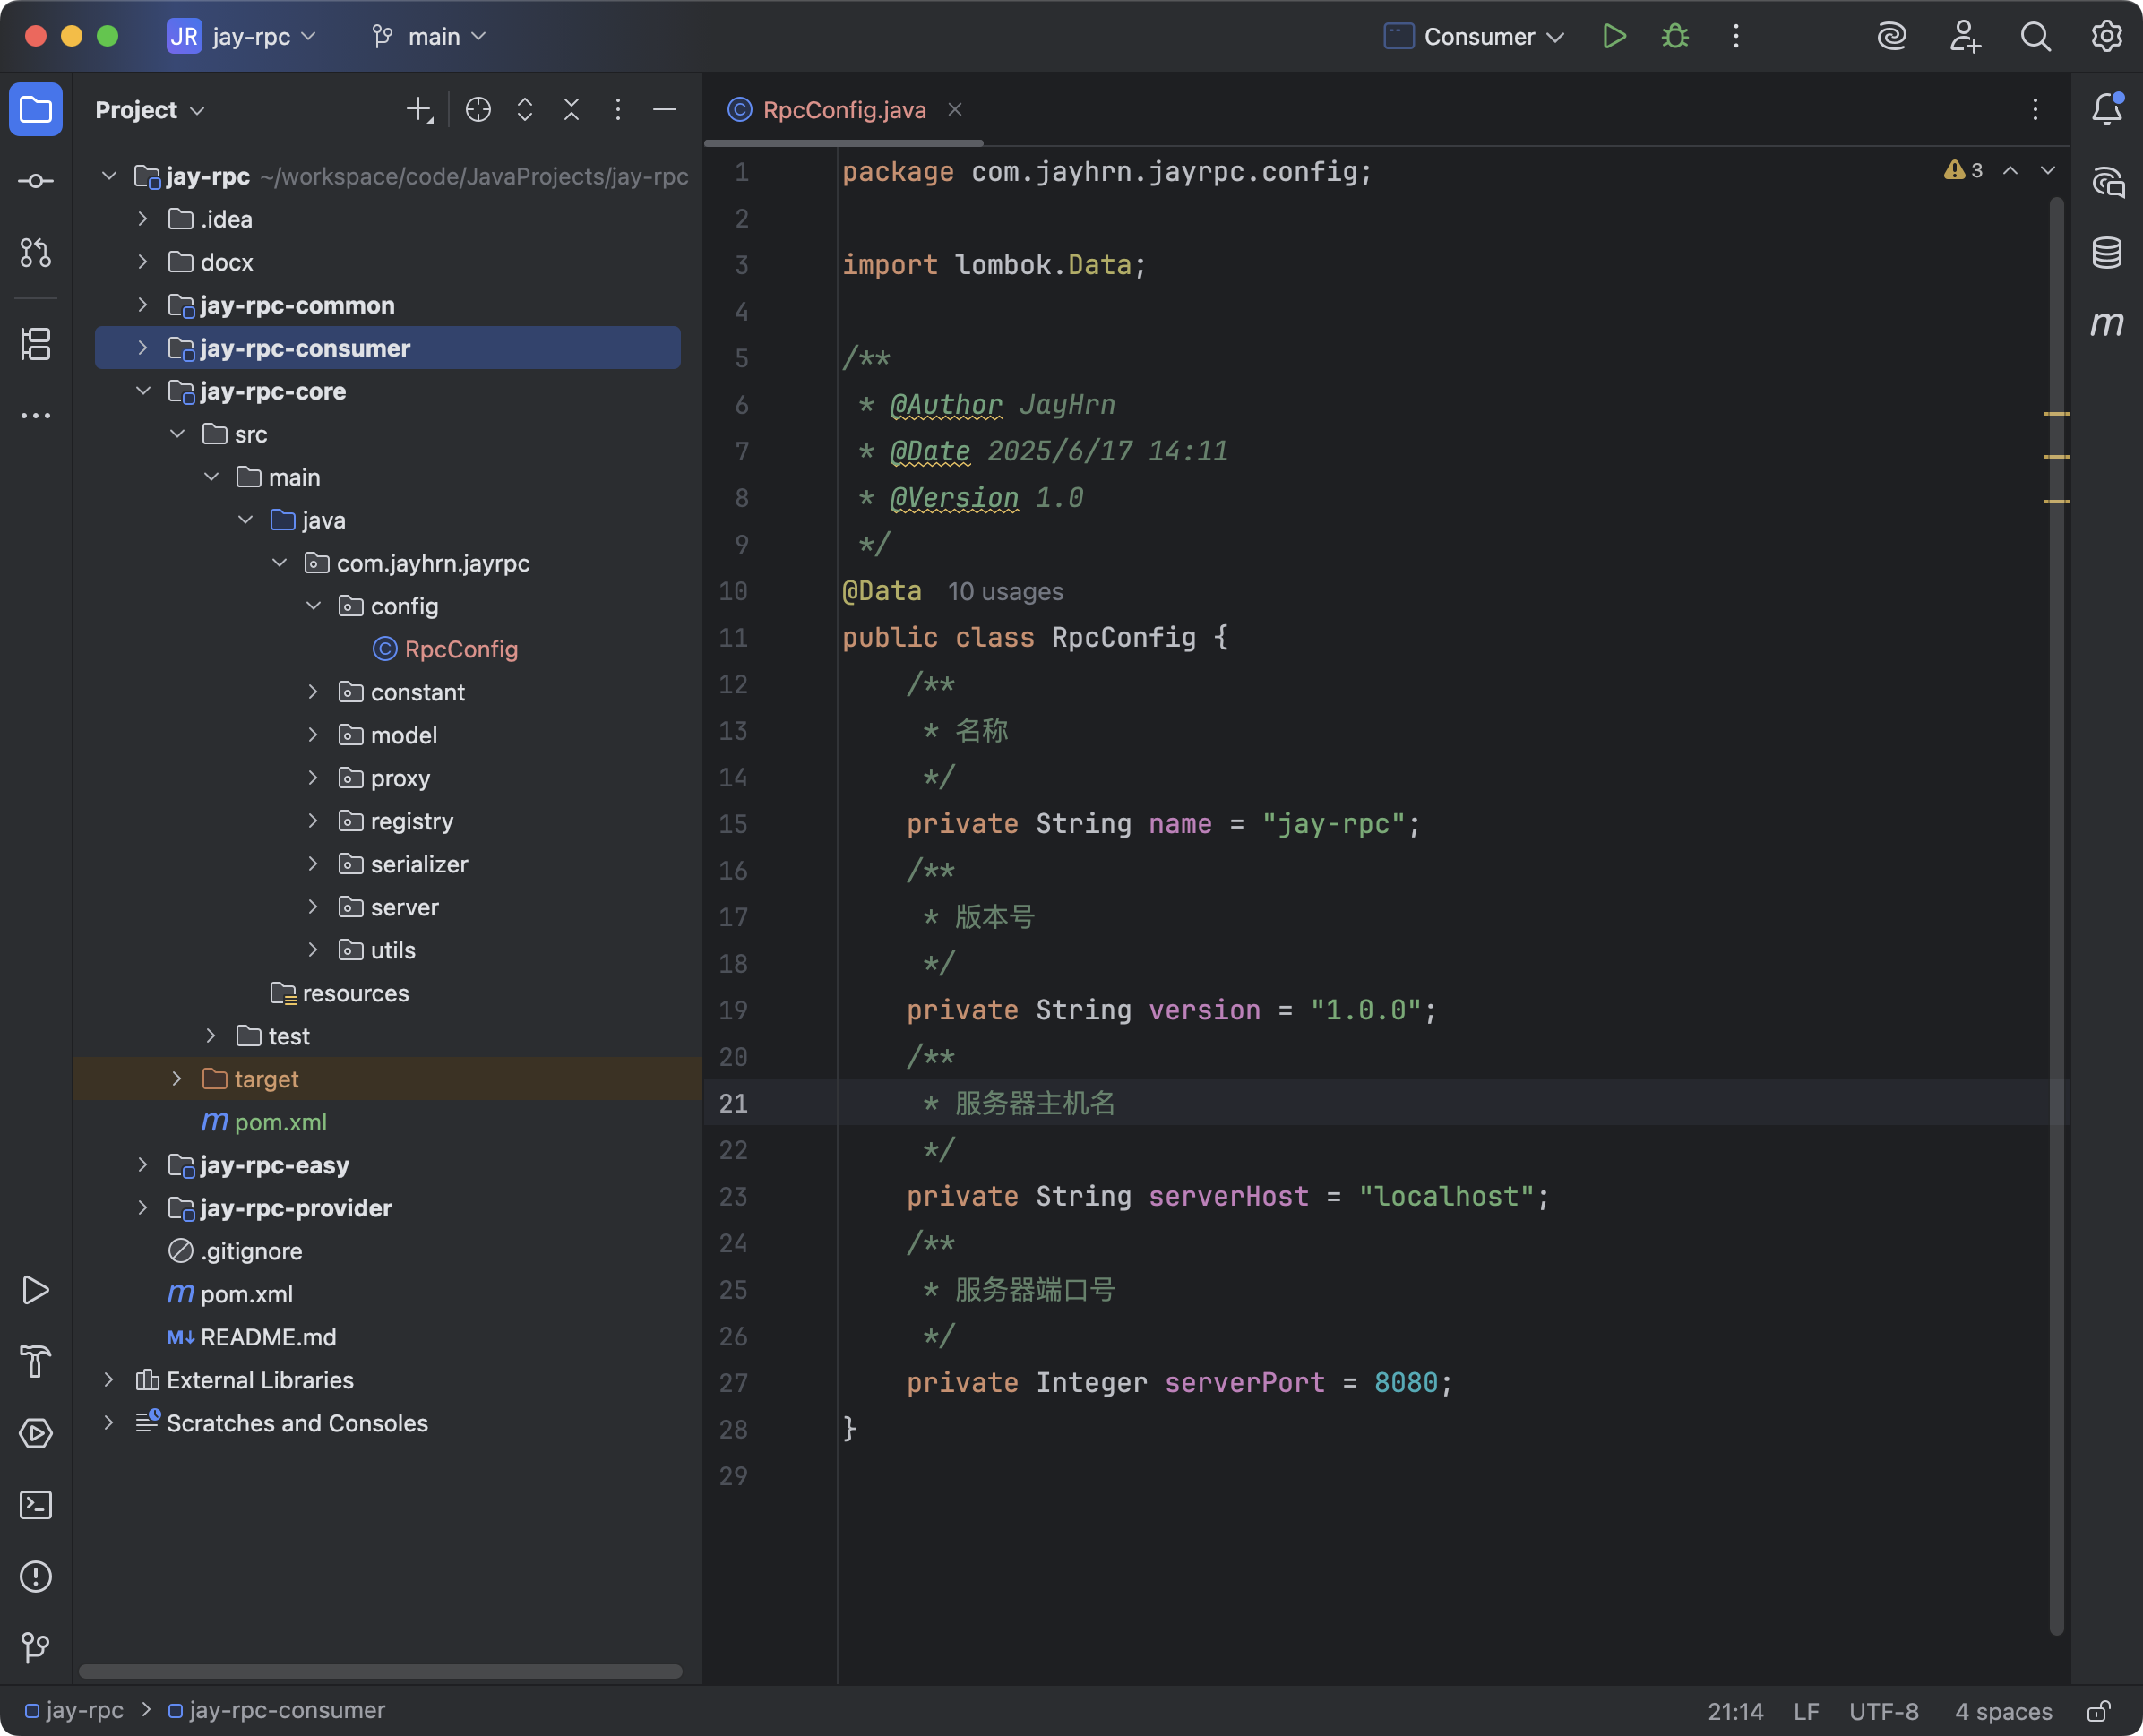 JR jay-rpc main Consumer
Project
RpcConfig.java
jay-rpc ~/workspace/code/JavaProjects/jay-rpc
.idea
docx
jay-rpc-common
jay-rpc-consumer
jay-rpc-core
src
main
java
com.jayhrn.jayrpc
config
RpcConfig
constant
model
proxy
registry
serializer
server
utils
resources
test
target
m pom.xml
jay-rpc-easy
jay-rpc-provider
.gitignore
m pom.xml
M↓ README.md
External Libraries
Scratches and Consoles
3
1 package com.jayhrn.jayrpc.config;
2
3 import lombok.Data;
4
5 /**
6 * @Author JayHrn
7 * @Date 2025/6/17 14:11
8 * @Version 1.0
9 */
10 @Data 10 usages
11 public class RpcConfig {
12 /**
13 * 名称
14 */
15 private String name = "jay-rpc";
16 /**
17 * 版本号
18 */
19 private String version = "1.0.0";
20 /**
21 * 服务器主机名
22 */
23 private String serverHost = "localhost";
24 /**
25 * 服务器端口号
26 */
27 private Integer serverPort = 8080;
28 }
29
m
jay-rpc > jay-rpc-consumer
21:14 LF UTF-8 4 spaces